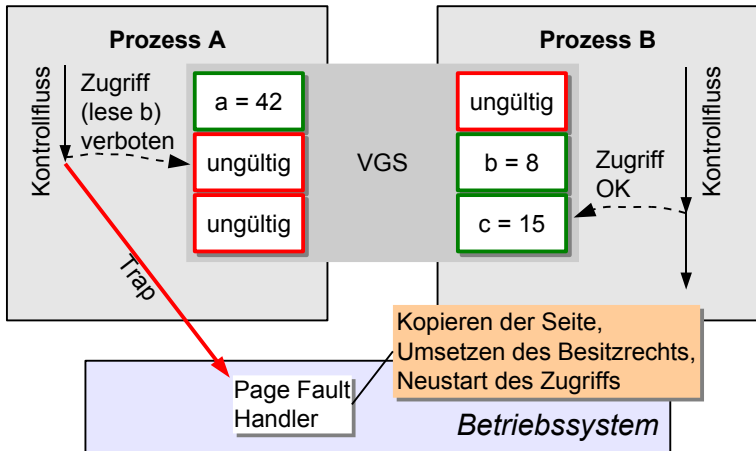 Prozess A
Kontrollfluss
Zugriff
(lese b)
verboten
a = 42
ungültig
ungültig
VGS
Prozess B
ungültig
b = 8
c = 15
Zugriff
OK
Kontrollfluss
Trap
Kopieren der Seite,
Umsetzen des Besitzrechts,
Neustart des Zugriffs
Page Fault
Handler
Betriebssystem